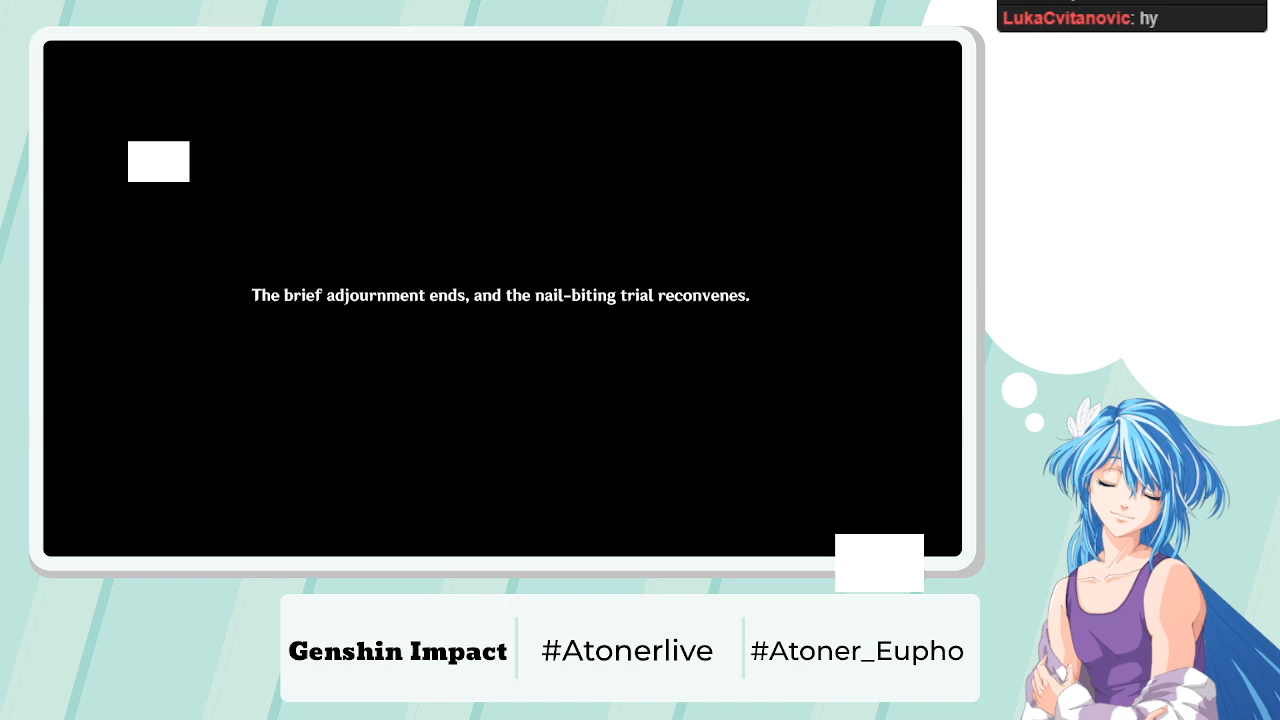 LukaCvitanovic: hy
The brief adjournment ends, and the nail-biting trial reconvenes.
Genshin Impact
#Atonerlive
#Atoner_Eupho